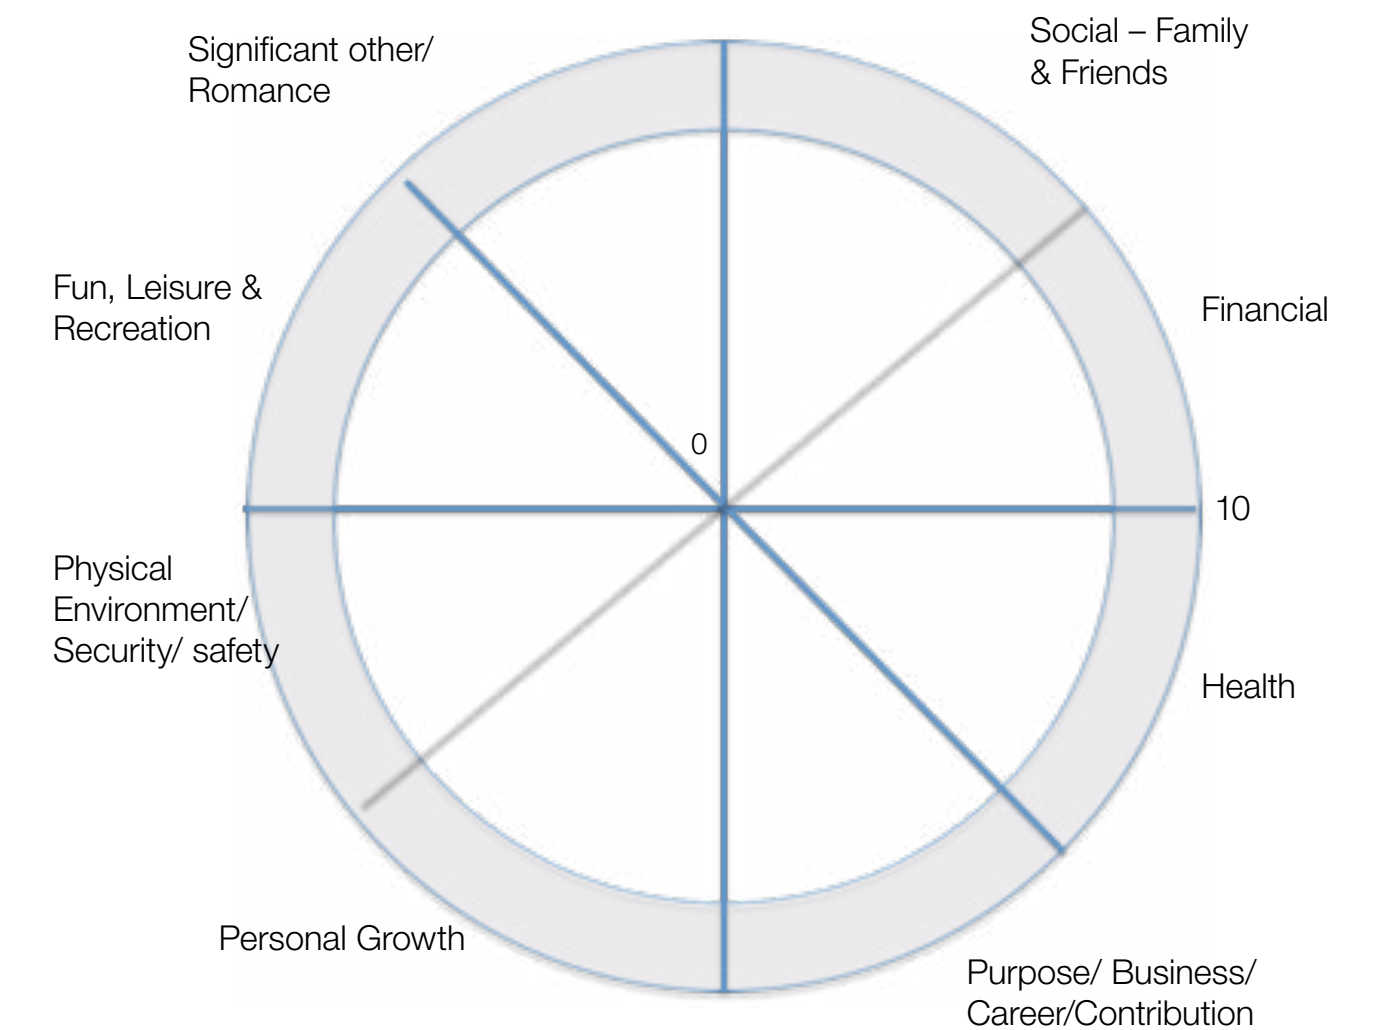 Significant other/
Romance
Social – Family
& Friends
Fun, Leisure &
Recreation
Financial
0
10
Physical
Environment/
Security/ safety
Health
Personal Growth
Purpose/ Business/
Career/Contribution